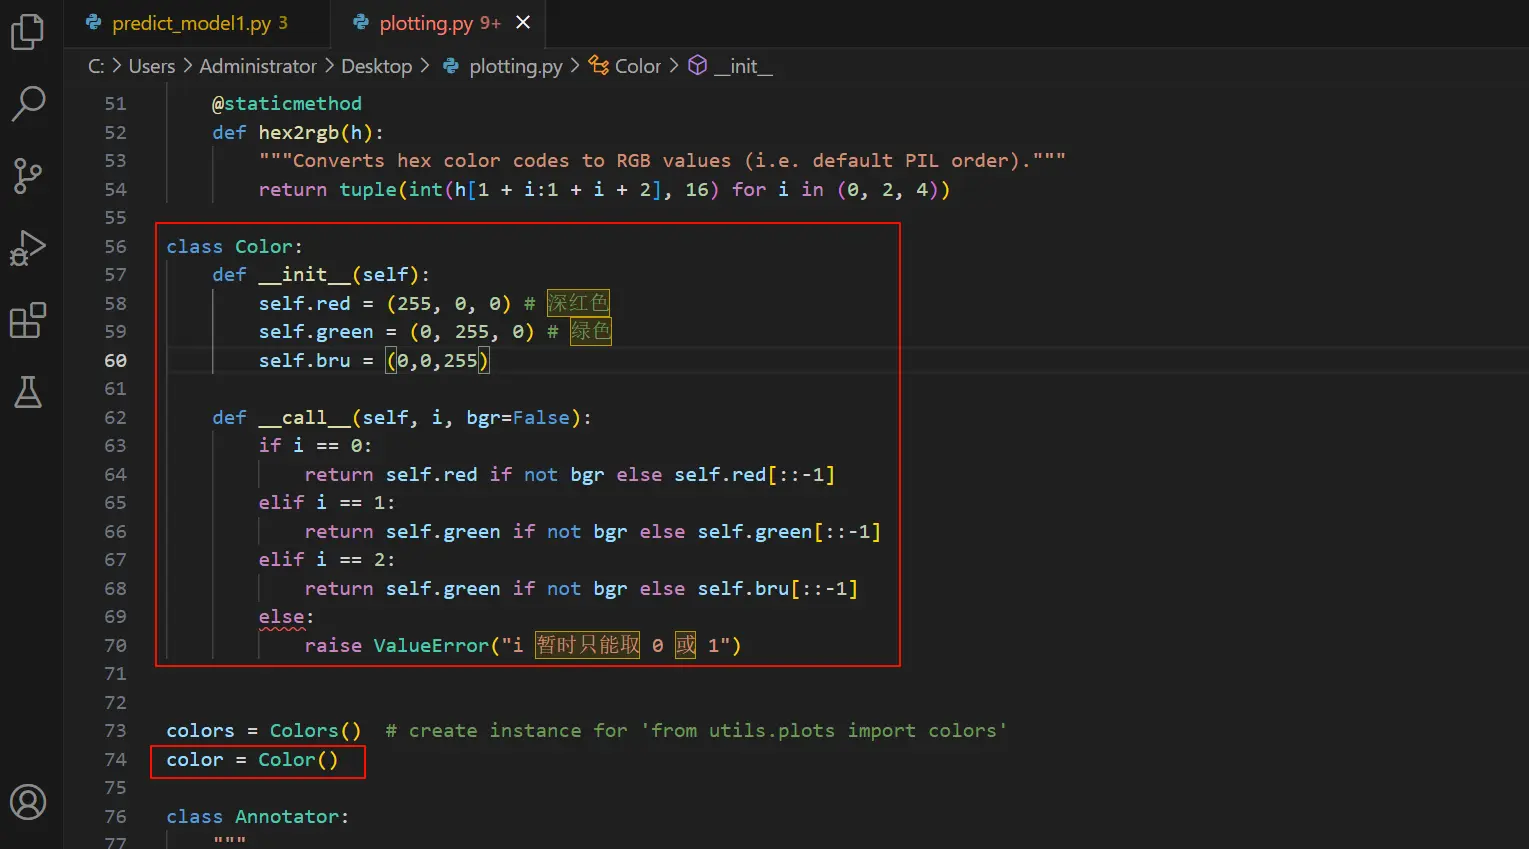 predict_model1.py 3
plotting.py 9+
C: > Users > Administrator > Desktop > plotting.py > Color > __init__
51 @staticmethod
52 def hex2rgb(h):
53 """Converts hex color codes to RGB values (i.e. default PIL order)."""
54 return tuple(int(h[1 + i:1 + i + 2], 16) for i in (0, 2, 4))
55
56 class Color:
57 def __init__(self):
58 self.red = (255, 0, 0) # 深红色
59 self.green = (0, 255, 0) # 绿色
60 self.bru = (0,0,255)
61
62 def __call__(self, i, bgr=False):
63 if i == 0:
64 return self.red if not bgr else self.red[::-1]
65 elif i == 1:
66 return self.green if not bgr else self.green[::-1]
67 elif i == 2:
68 return self.green if not bgr else self.bru[::-1]
69 else:
70 raise ValueError("i 暂时只能取 0 或 1")
71
72
73 colors = Colors() # create instance for 'from utils.plots import colors'
74 color = Color()
75
76 class Annotator:
77 """